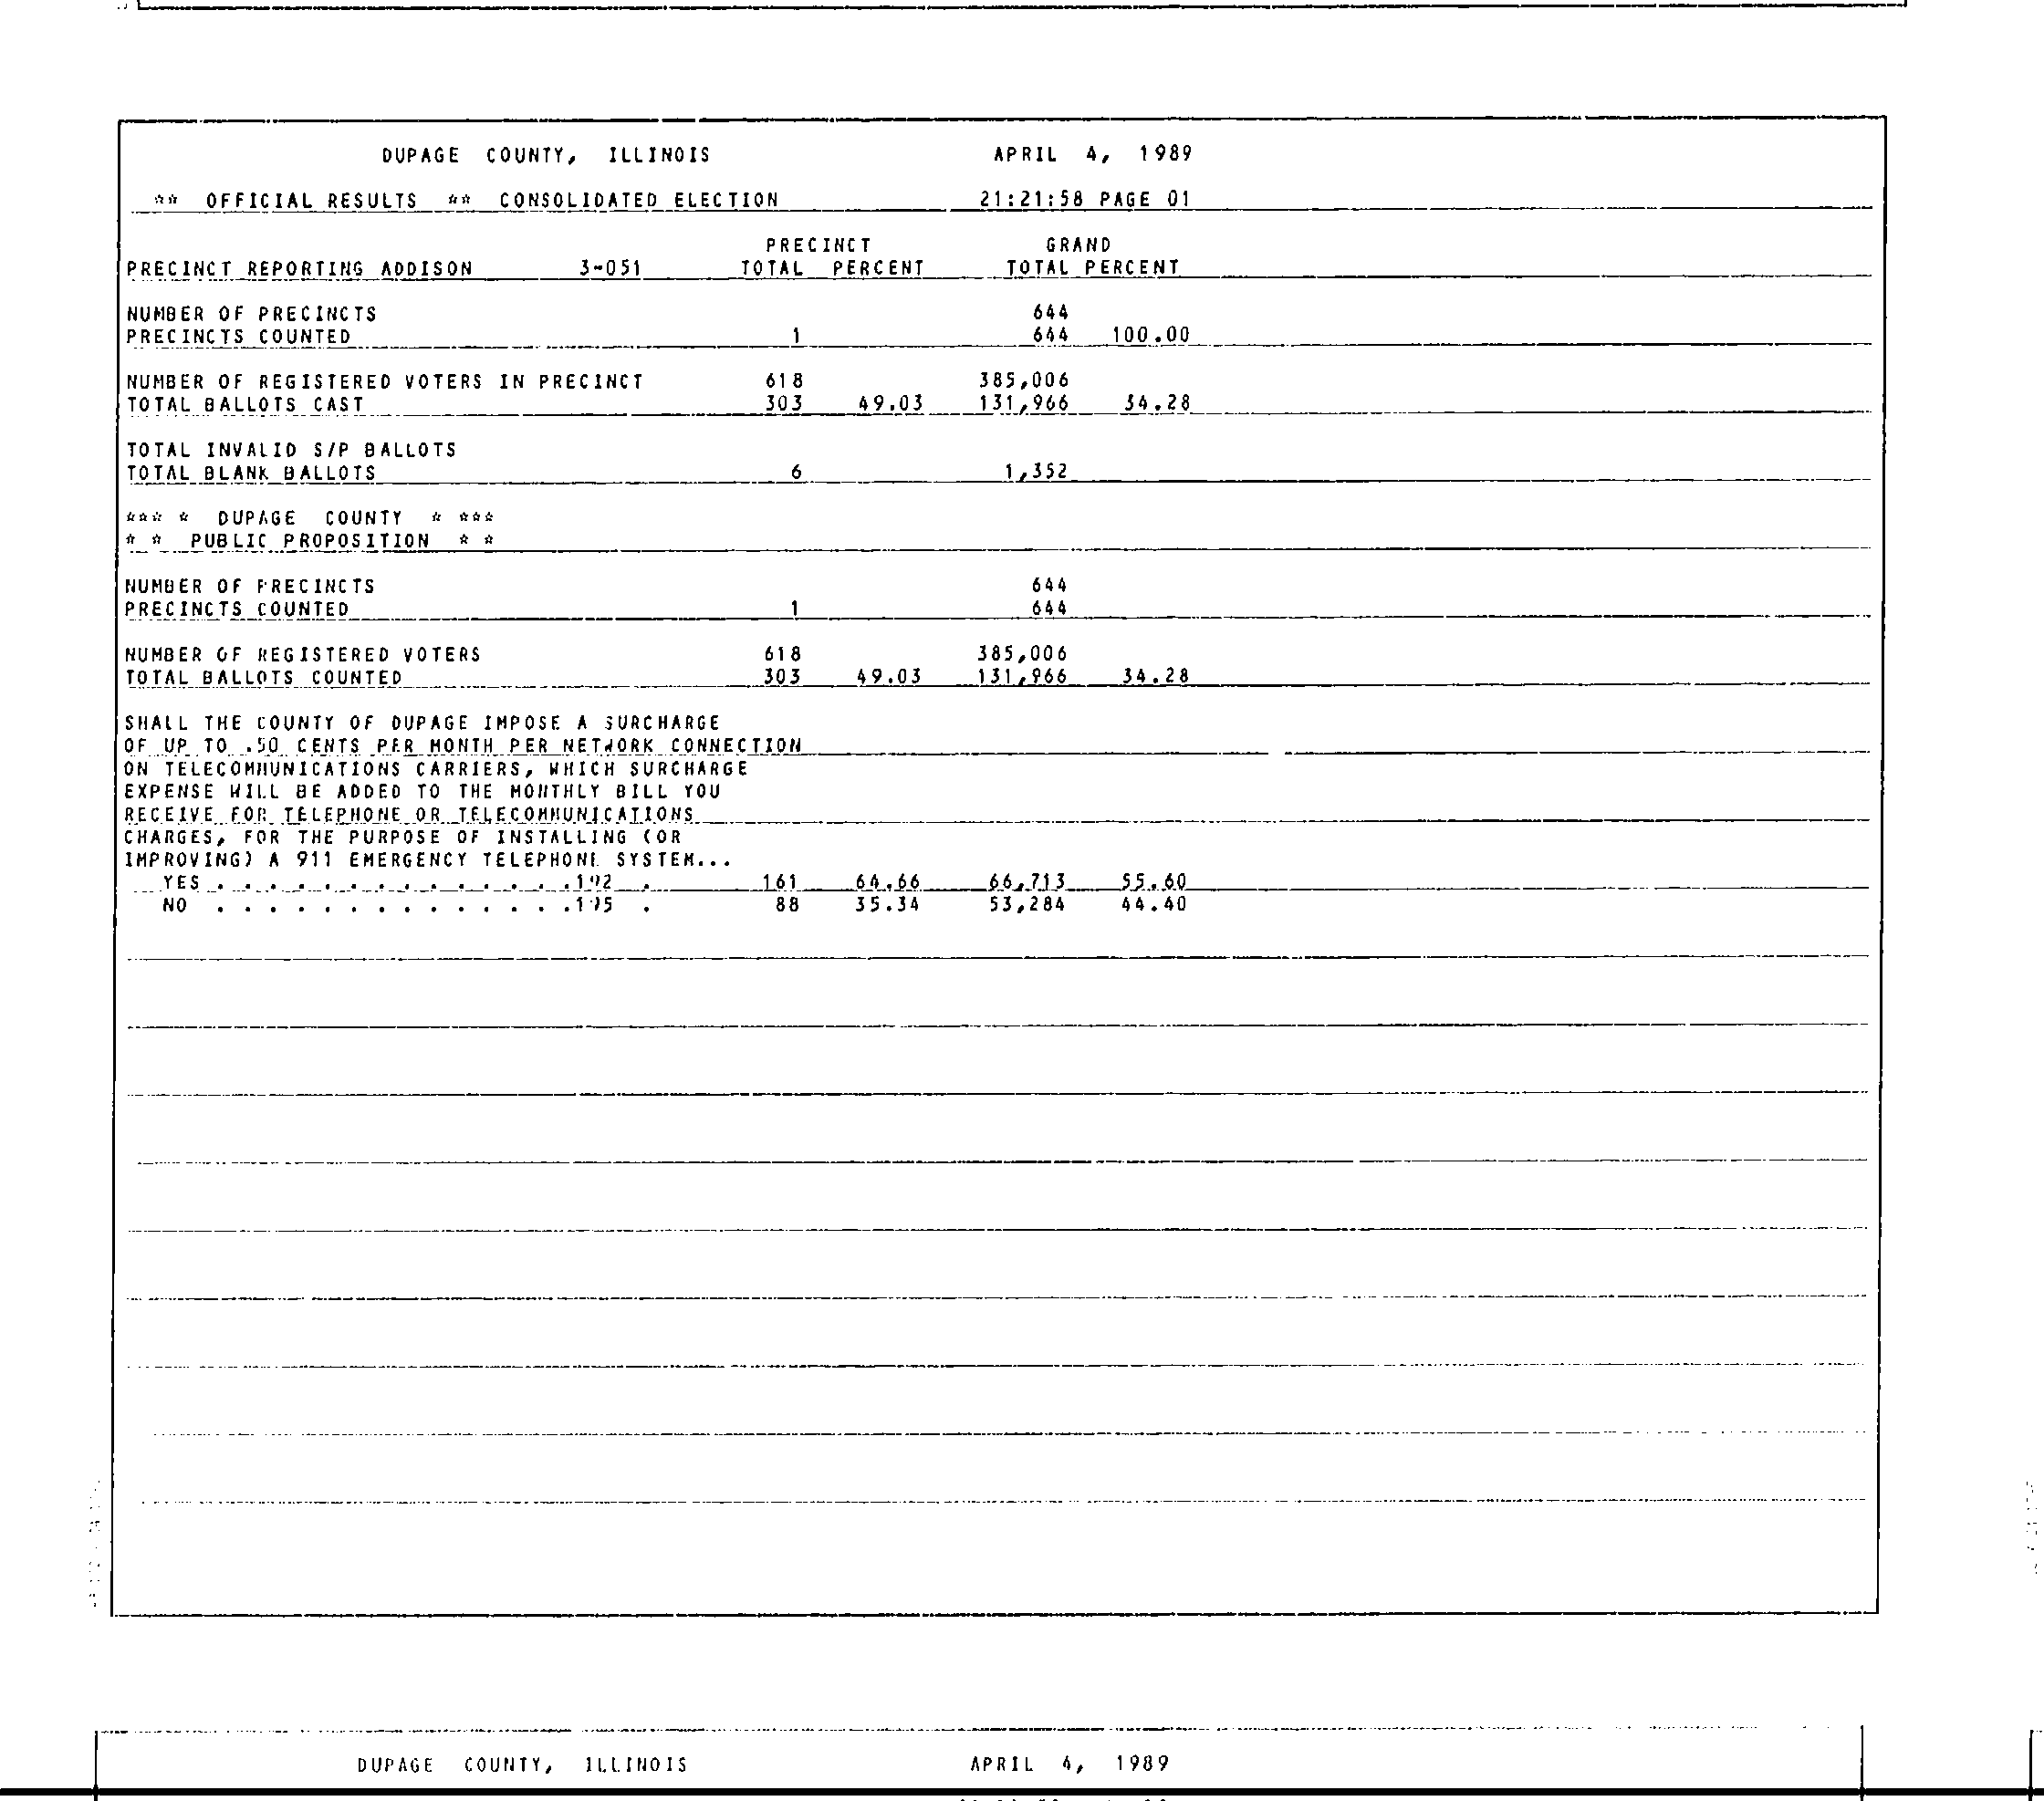 DUPAGE COUNTY, ILLINOIS APRIL 4, 1989
** OFFICIAL RESULTS ** CONSOLIDATED ELECTION 21:21:58 PAGE 01
PRECINCT GRAND
PRECINCT REPORTING ADDISON 3-051 TOTAL PERCENT TOTAL PERCENT
NUMBER OF PRECINCTS 644
PRECINCTS COUNTED 1 644 100.00
NUMBER OF REGISTERED VOTERS IN PRECINCT 618 385,006
TOTAL BALLOTS CAST 303 49.03 131,966 34.28
TOTAL INVALID S/P BALLOTS
TOTAL BLANK BALLOTS 6 1,352
*** * DUPAGE COUNTY * ***
* * PUBLIC PROPOSITION * *
NUMBER OF PRECINCTS 644
PRECINCTS COUNTED 1 644
NUMBER OF REGISTERED VOTERS 618 385,006
TOTAL BALLOTS COUNTED 303 49.03 131,966 34.28
SHALL THE COUNTY OF DUPAGE IMPOSE A SURCHARGE
OF UP TO .50 CENTS PER MONTH PER NETWORK CONNECTION
ON TELECOMMUNICATIONS CARRIERS, WHICH SURCHARGE
EXPENSE WILL BE ADDED TO THE MONTHLY BILL YOU
RECEIVE FOR TELEPHONE OR TELECOMMUNICATIONS
CHARGES, FOR THE PURPOSE OF INSTALLING (OR
IMPROVING) A 911 EMERGENCY TELEPHONE SYSTEM...
YES . . . . . . . . . . . . . . . 161 64.66 66,713 55.60
NO . . . . . . . . . . . . . . . 88 35.34 53,284 44.40
DUPAGE COUNTY, ILLINOIS APRIL 4, 1989